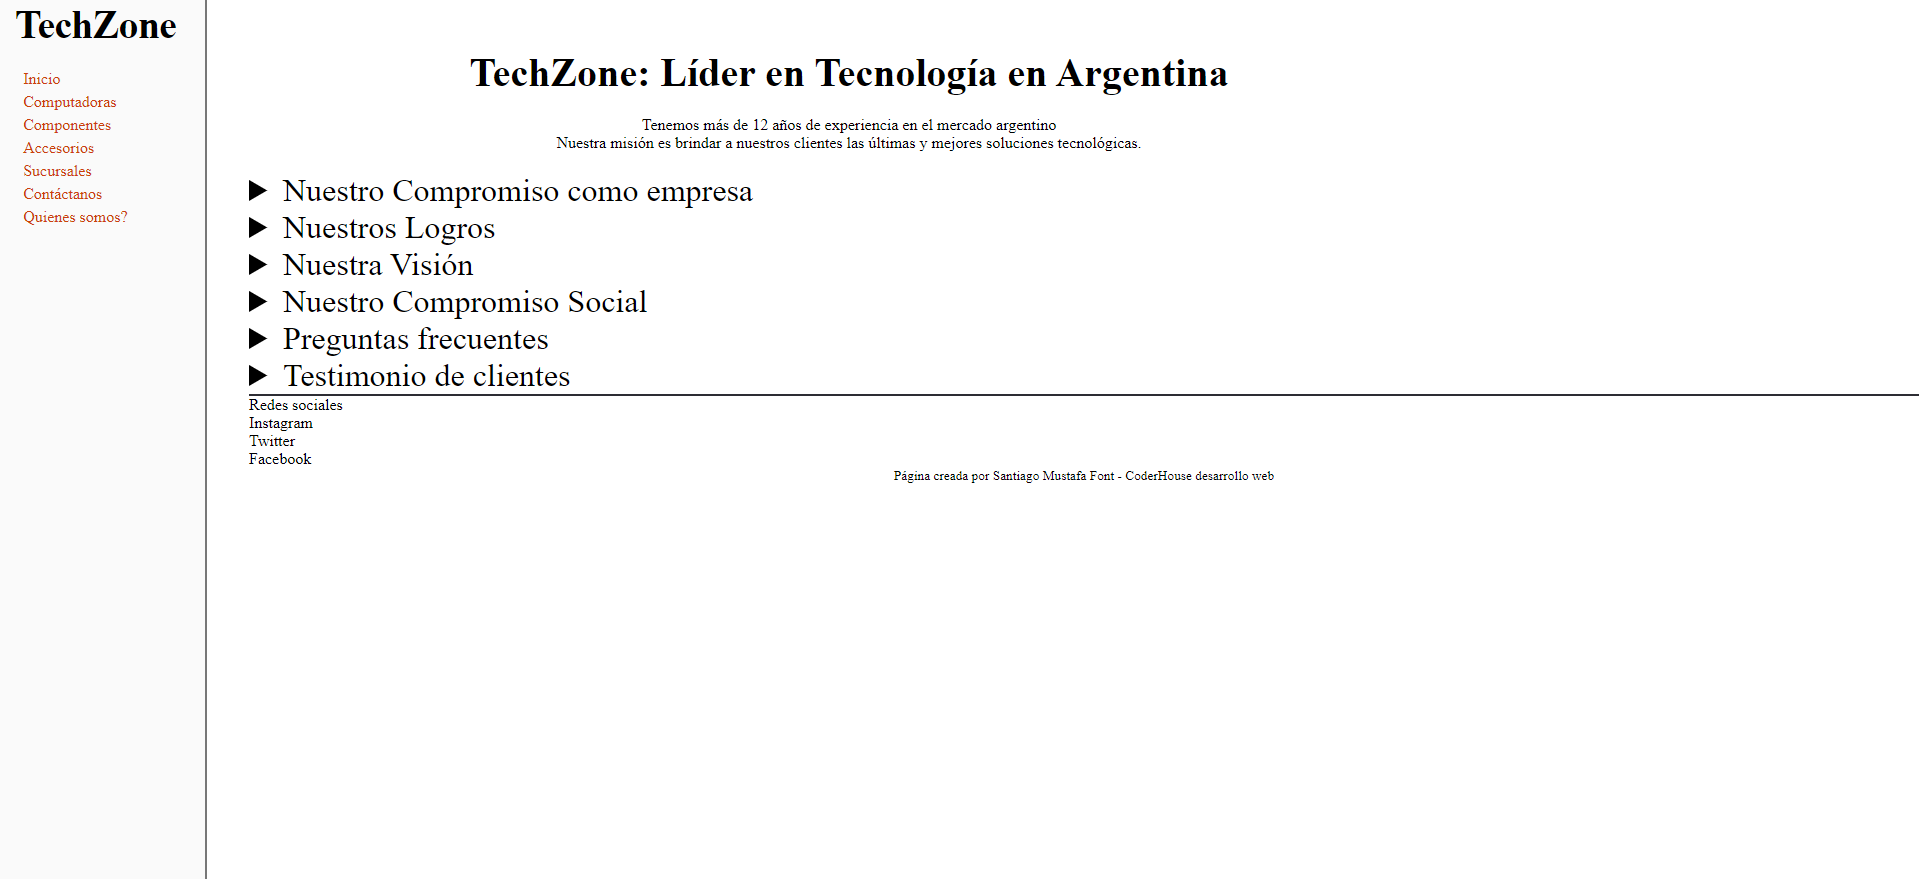 TechZone
Inicio
Computadoras
Componentes
Accesorios
Sucursales
Contáctanos
Quienes somos?
TechZone: Líder en Tecnología en Argentina
Tenemos más de 12 años de experiencia en el mercado argentino
Nuestra misión es brindar a nuestros clientes las últimas y mejores soluciones tecnológicas.
Nuestro Compromiso como empresa
Nuestros Logros
Nuestra Visión
Nuestro Compromiso Social
Preguntas frecuentes
Testimonio de clientes
Redes sociales
Instagram
Twitter
Facebook
Página creada por Santiago Mustafa Font - CoderHouse desarrollo web